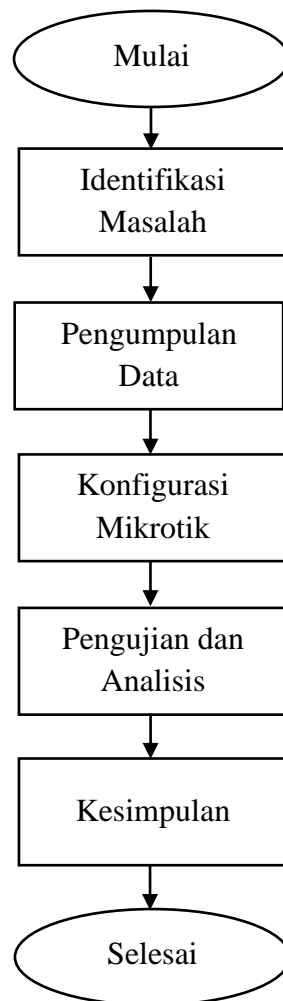 Mulai
Identifikasi
Masalah
Pengumpulan
Data
Konfigurasi
Mikrotik
Pengujian dan
Analisis
Kesimpulan
Selesai